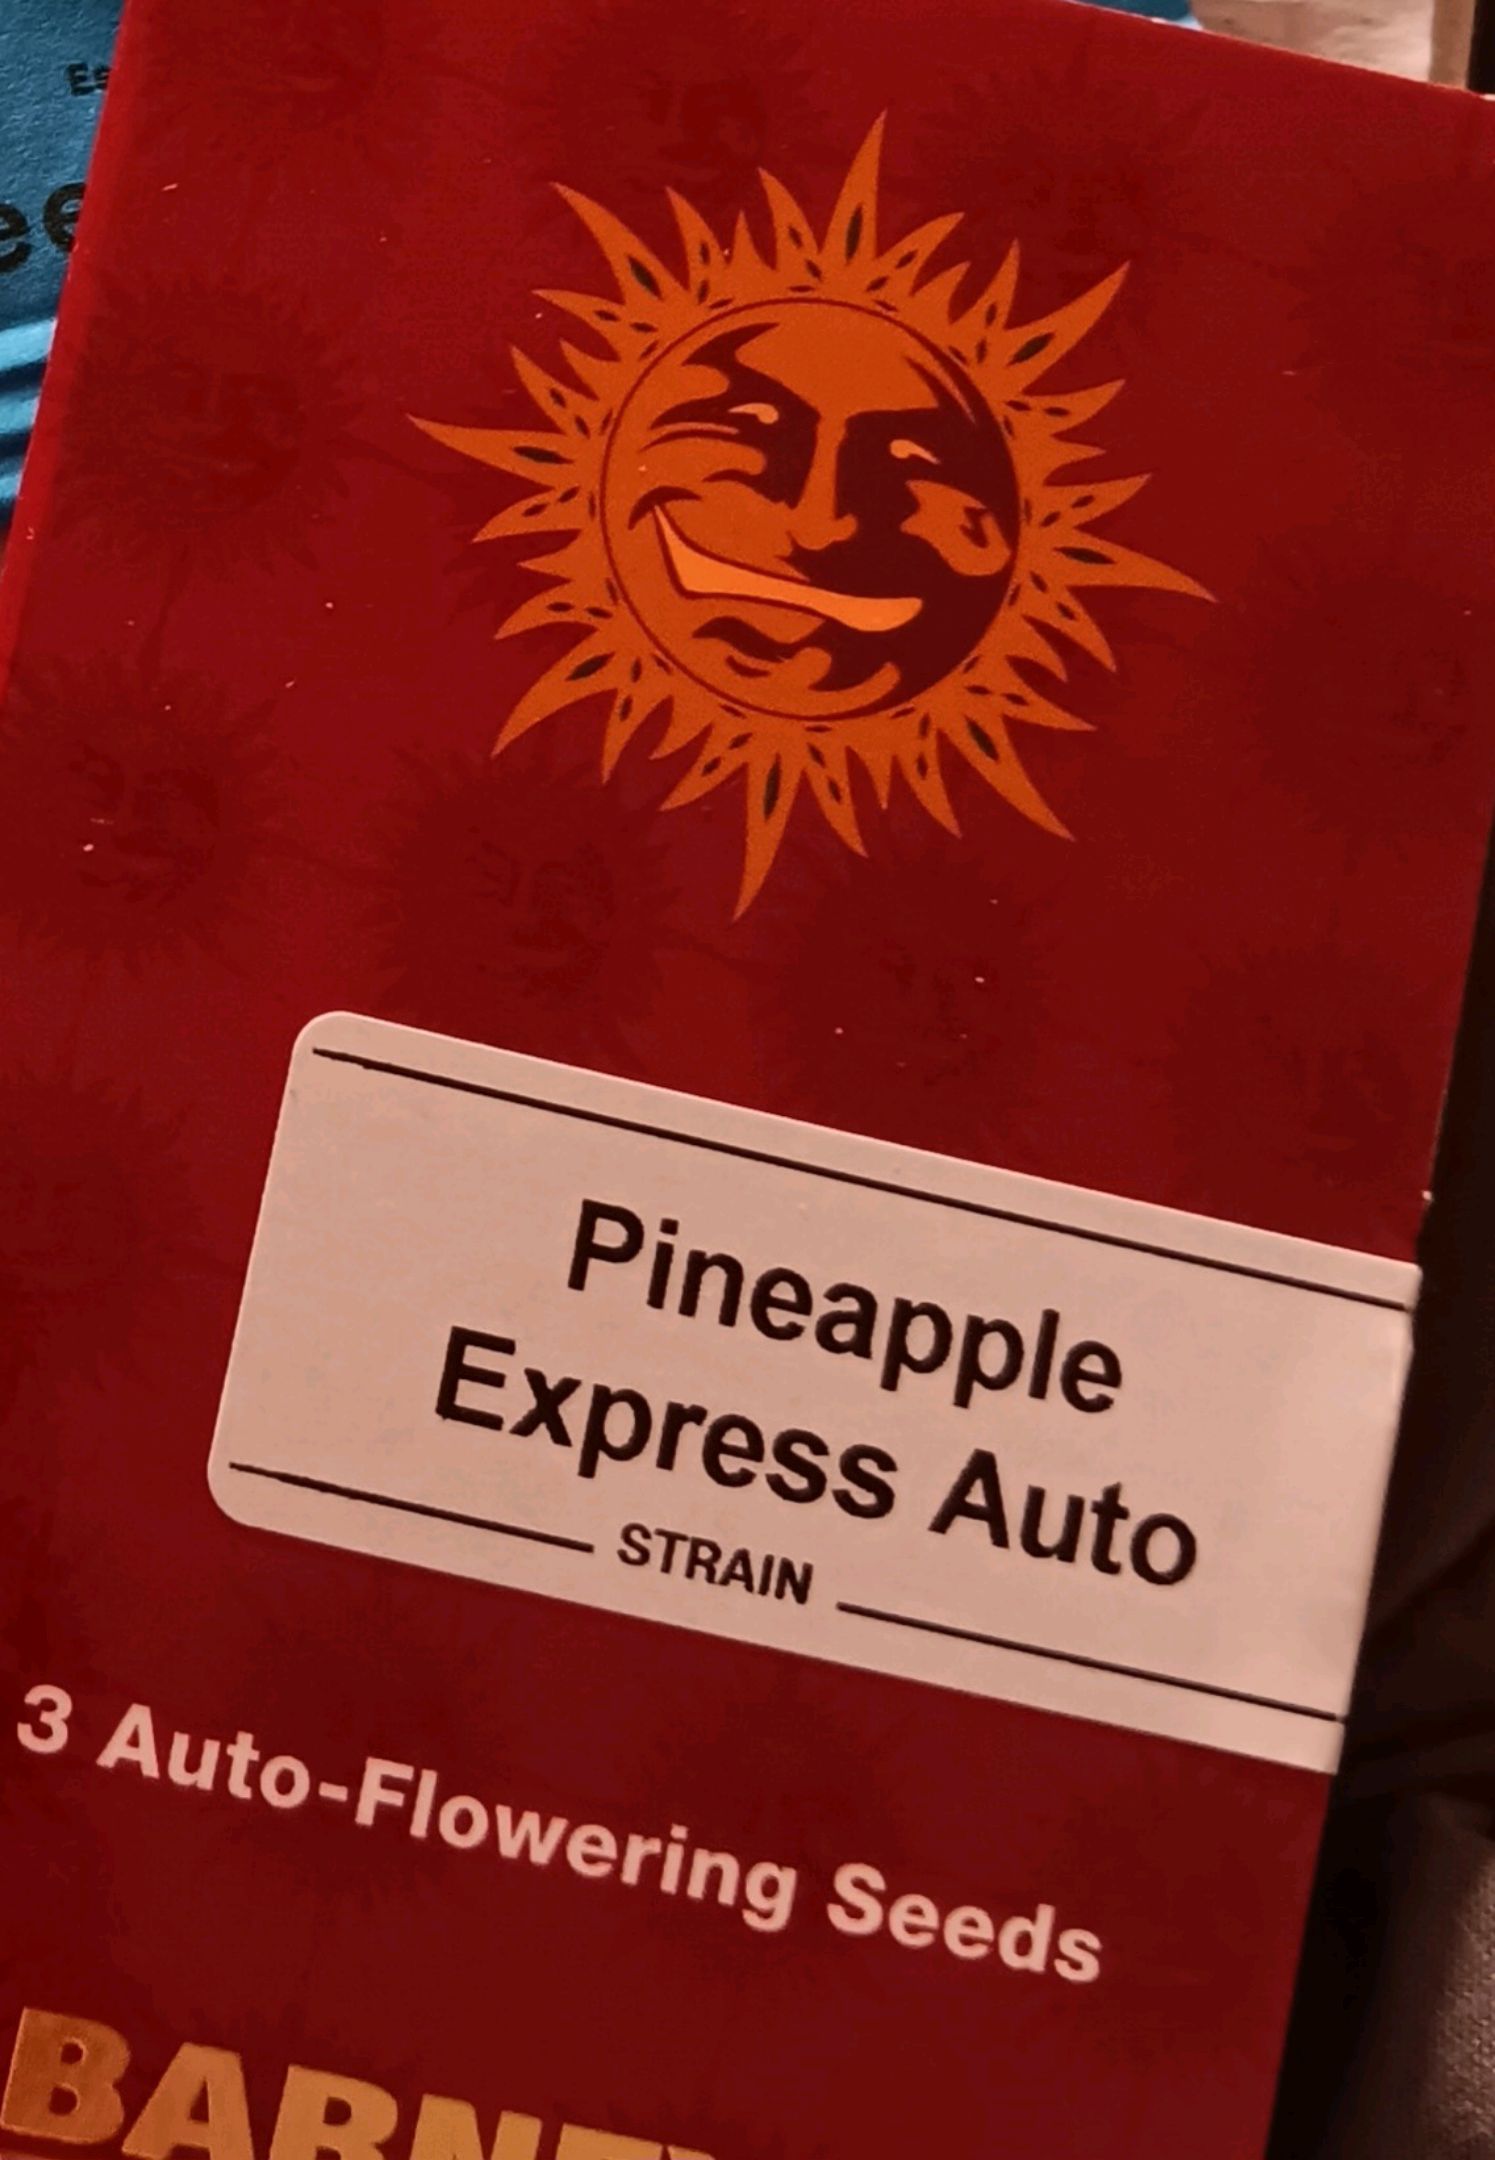 Pineapple
Express Auto
STRAIN
3 Auto-Flowering Seeds